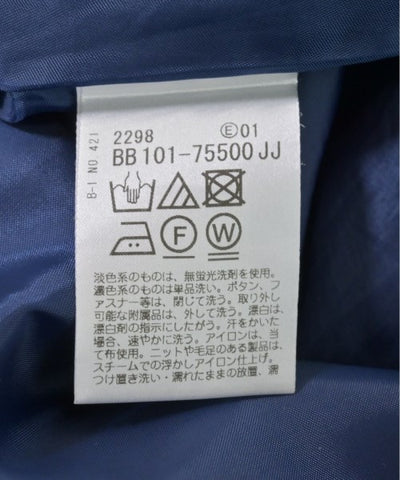 B-1 NO 421
2298 Ⓔ01
BB 101-75500 JJ
F W
淡色系のものは、無蛍光洗剤を使用。
濃色系のものは単品洗い。ボタン、フ
ァスナー等は、閉じて洗う。取り外し
可能な附属品は、外して洗う。漂白は、
漂白剤の指示にしたがう。汗をかいた
場合、速やかに洗う。アイロンは、当
て布使用。ニットや毛足のある製品は、
スチームでの浮かしアイロン仕上げ。
つけ置き洗い・濡れたままの放置、濡